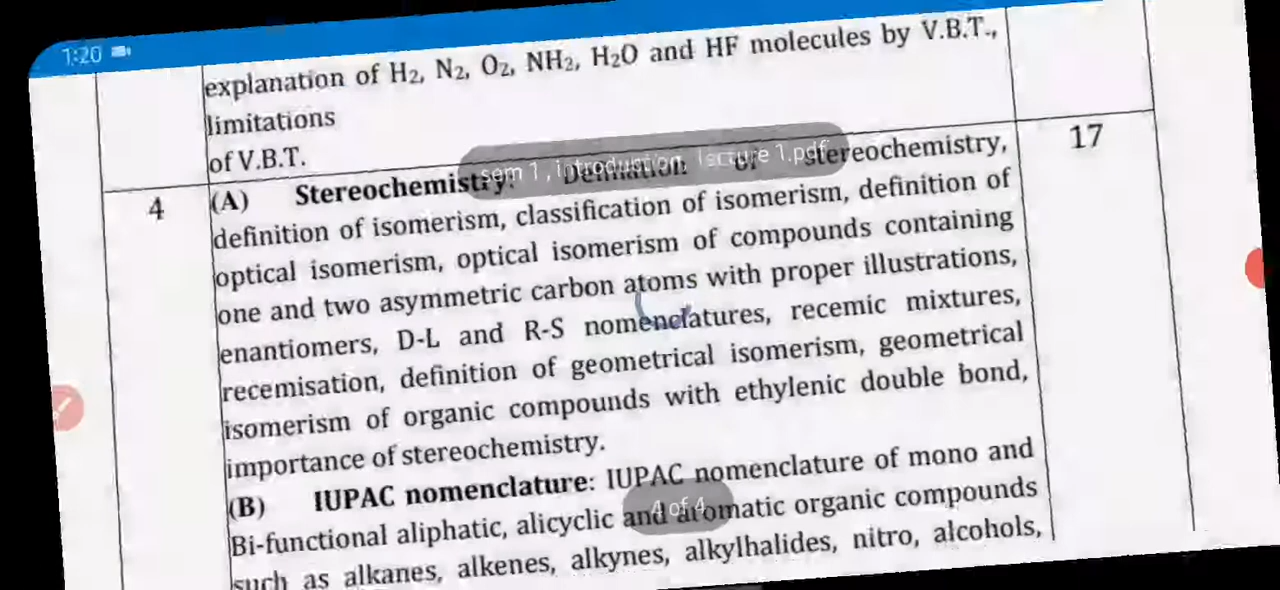 1:20
explanation of H₂, N₂, O₂, NH₂, H₂O and HF molecules by V.B.T.,
limitations
of V.B.T.
sem 1 , introduction, lecture 1.pdf
4 (A) Stereochemistry: Definition of stereochemistry, 17
definition of isomerism, classification of isomerism, definition of
optical isomerism, optical isomerism of compounds containing
one and two asymmetric carbon atoms with proper illustrations,
enantiomers, D-L and R-S nomenclatures, recemic mixtures,
recemisation, definition of geometrical isomerism, geometrical
isomerism of organic compounds with ethylenic double bond,
importance of stereochemistry.
(B) IUPAC nomenclature: IUPAC nomenclature of mono and
4 of 4
Bi-functional aliphatic, alicyclic and aromatic organic compounds
such as alkanes, alkenes, alkynes, alkylhalides, nitro, alcohols,